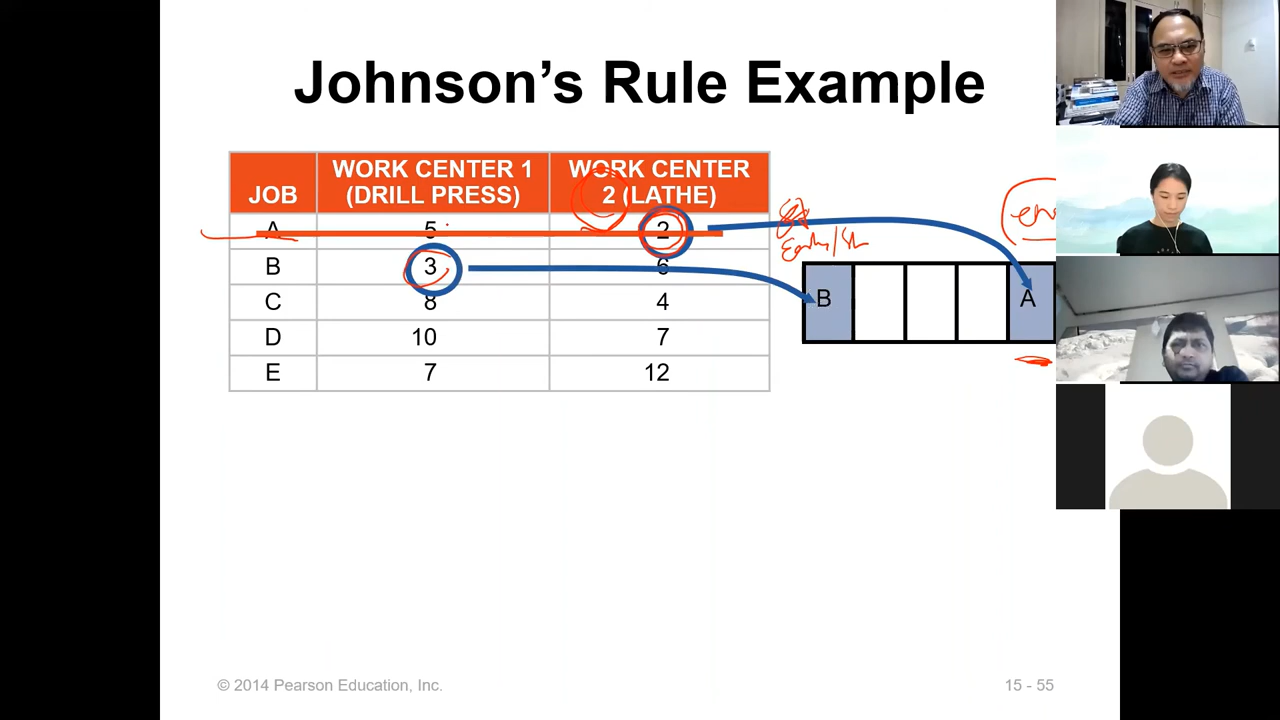 Johnson's Rule Example
JOB WORK CENTER 1 (DRILL PRESS) WORK CENTER 2 (LATHE)
A 5 2
B 3 6
C 8 4
D 10 7
E 7 12
B A
© 2014 Pearson Education, Inc.
15 - 55